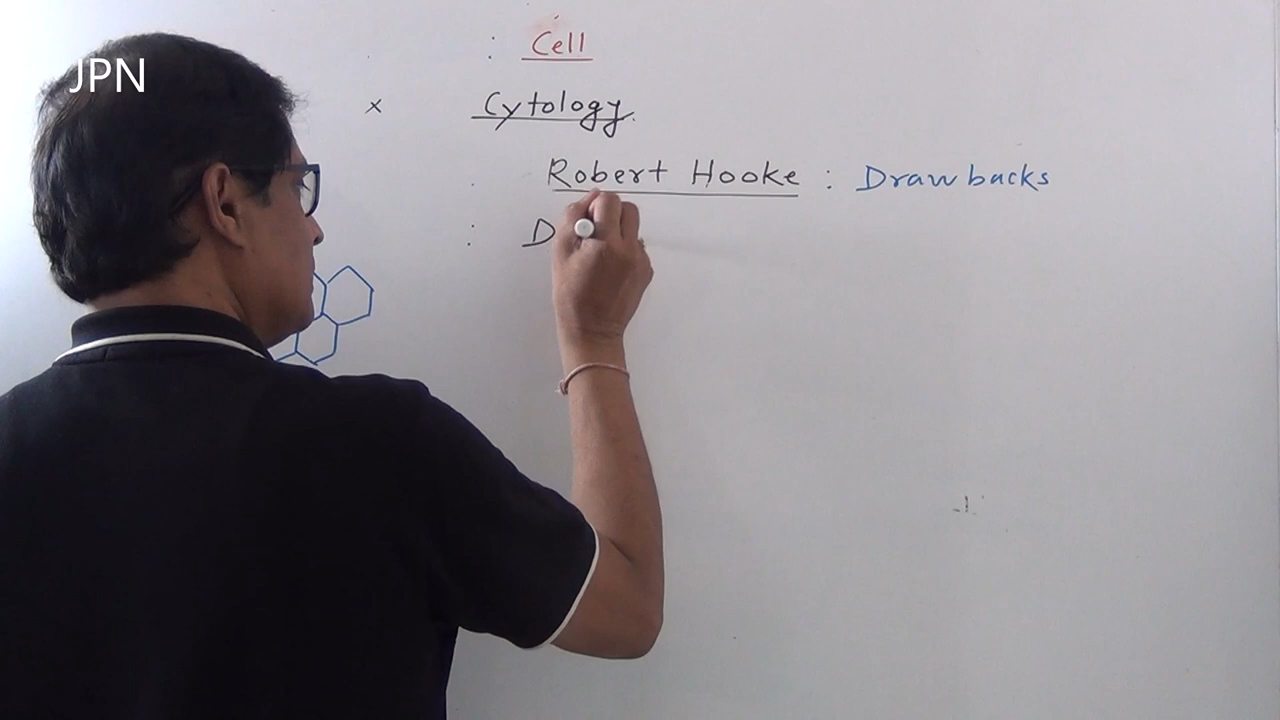 JPN
: Cell
x Cytology.
Robert Hooke : Drawbacks
: D